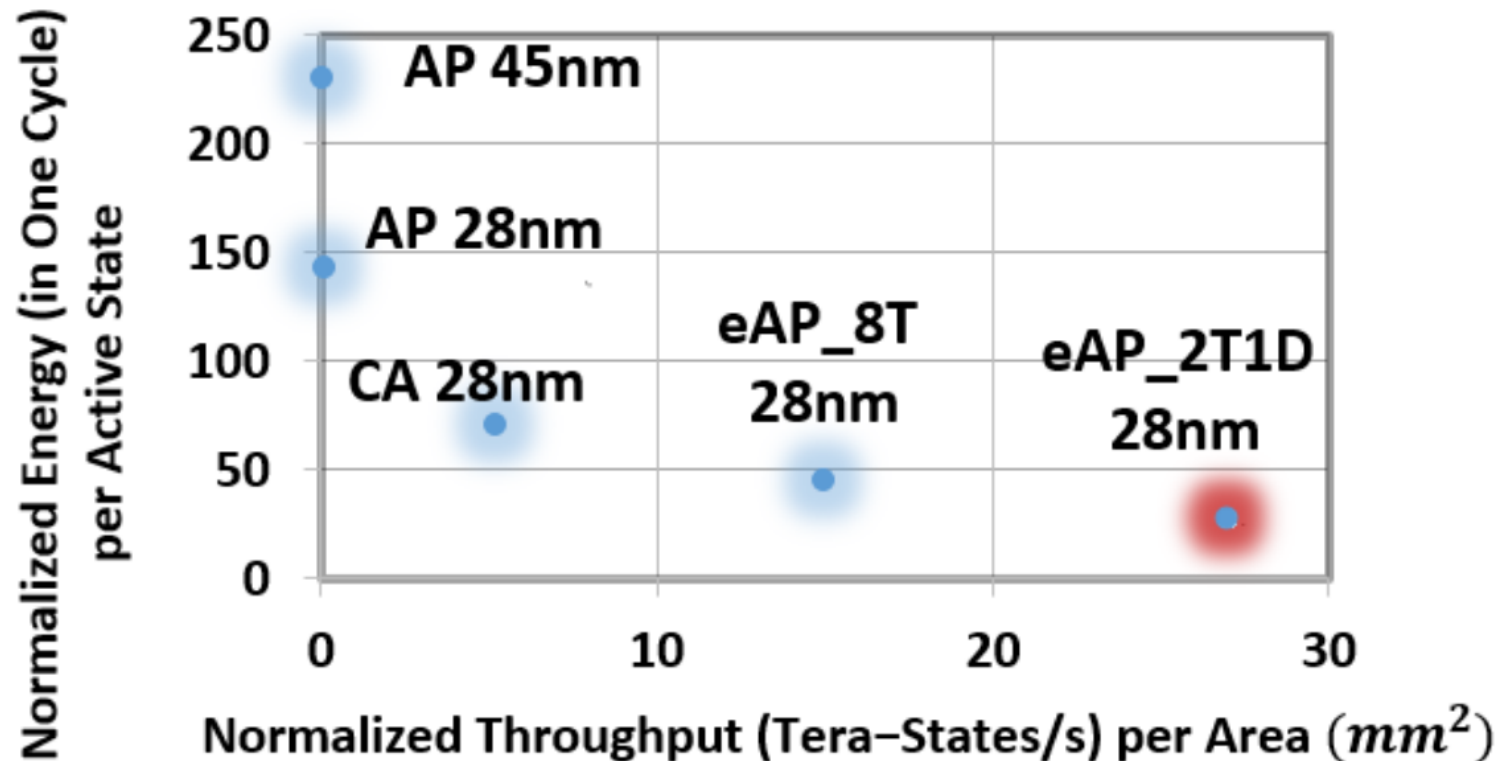 Normalized Energy (in One Cycle)
per Active State
250
200
150
100
50
0
AP 45nm
AP 28nm
CA 28nm
eAP_8T
28nm
eAP_2T1D
28nm
0 10 20 30
Normalized Throughput (Tera−States/s) per Area (mm²)